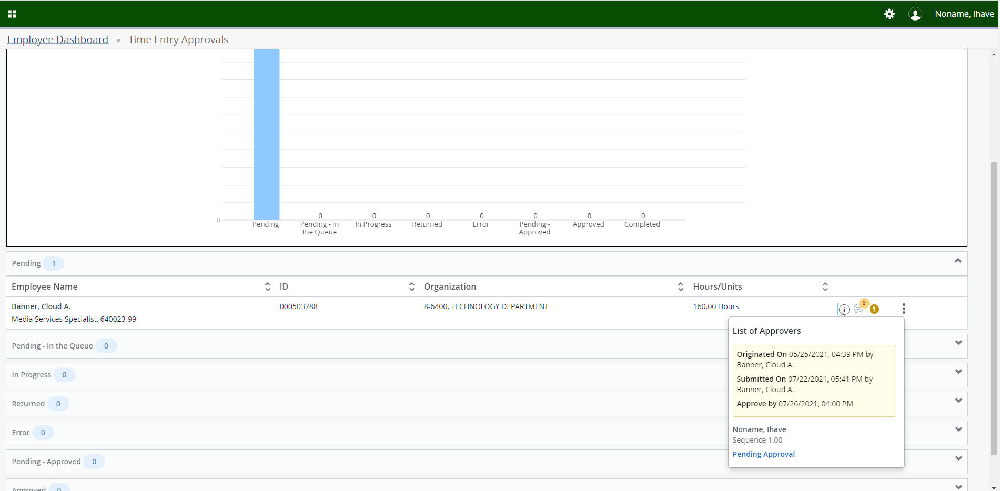 Noname, Ihave
Employee Dashboard • Time Entry Approvals
0 0 0 0 0 0 0
0
Pending Pending - In the Queue In Progress Returned Error Pending - Approved Approved Completed
Pending 1
Employee Name ID Organization Hours/Units
Banner, Cloud A. 000503288 8-6400, TECHNOLOGY DEPARTMENT 160.00 Hours 8
Media Services Specialist, 640023-99
List of Approvers
Originated On 05/25/2021, 04:39 PM by
Banner, Cloud A.
Submitted On 07/22/2021, 05:41 PM by
Banner, Cloud A.
Approve by 07/26/2021, 04:00 PM
Noname, Ihave
Sequence 1.00
Pending Approval
Pending - In the Queue 0
In Progress 0
Returned 0
Error 0
Pending - Approved 0
Approved 0